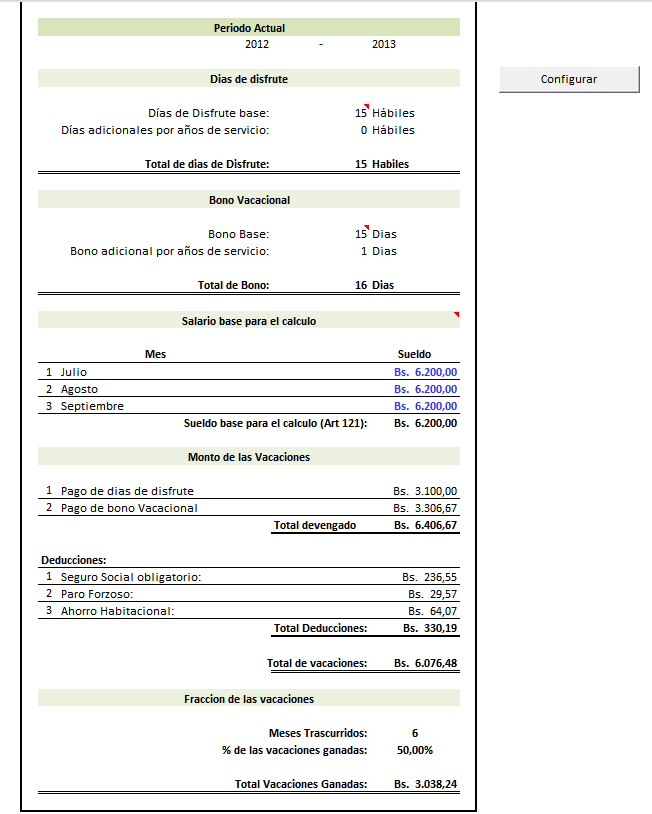 Periodo Actual
2012 - 2013
Dias de disfrute
Configurar
Días de Disfrute base: 15 Hábiles
Días adicionales por años de servicio: 0 Hábiles
Total de dias de Disfrute: 15 Habiles
Bono Vacacional
Bono Base: 15 Dias
Bono adicional por años de servicio: 1 Dias
Total de Bono: 16 Dias
Salario base para el calculo
Mes Sueldo
1 Julio Bs. 6.200,00
2 Agosto Bs. 6.200,00
3 Septiembre Bs. 6.200,00
Sueldo base para el calculo (Art 121): Bs. 6.200,00
Monto de las Vacaciones
1 Pago de dias de disfrute Bs. 3.100,00
2 Pago de bono Vacacional Bs. 3.306,67
Total devengado Bs. 6.406,67
Deducciones:
1 Seguro Social obligatorio: Bs. 236,55
2 Paro Forzoso: Bs. 29,57
3 Ahorro Habitacional: Bs. 64,07
Total Deducciones: Bs. 330,19
Total de vacaciones: Bs. 6.076,48
Fraccion de las vacaciones
Meses Trascurridos: 6
% de las vacaciones ganadas: 50,00%
Total Vacaciones Ganadas: Bs. 3.038,24